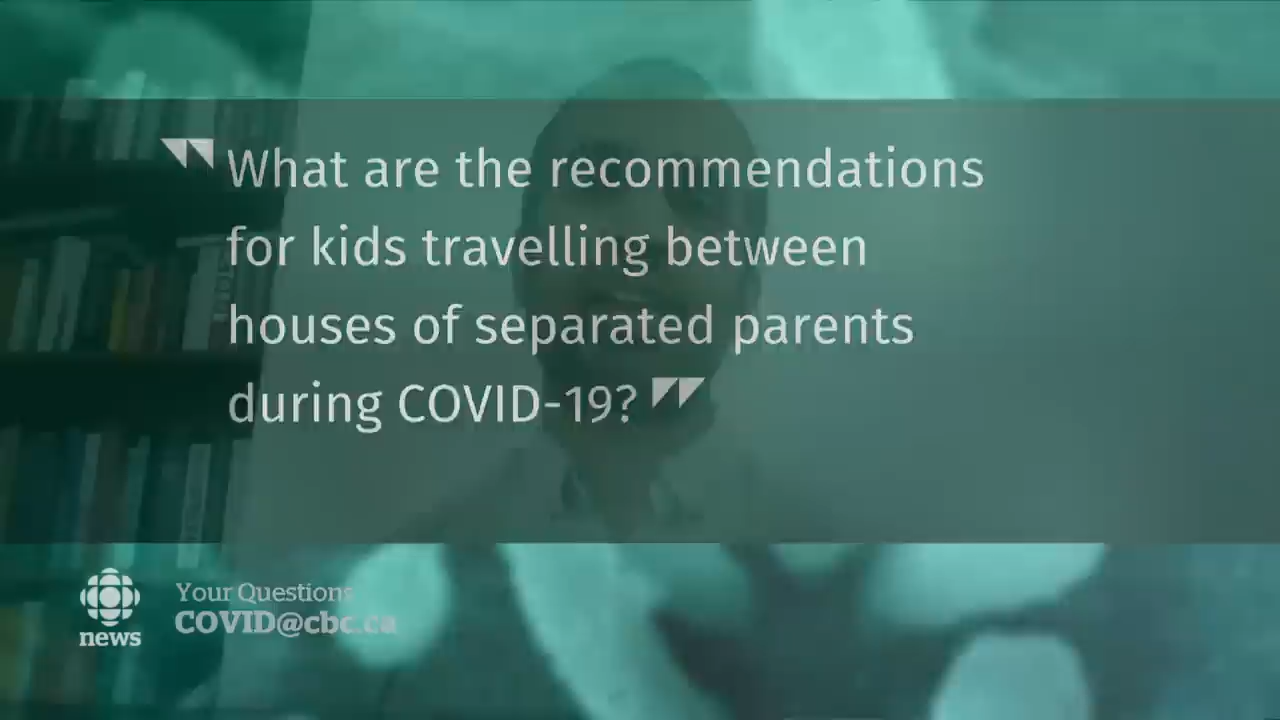 What are the recommendations
for kids travelling between
houses of separated parents
during COVID-19?
Your Questions
COVID@cbc.ca
news